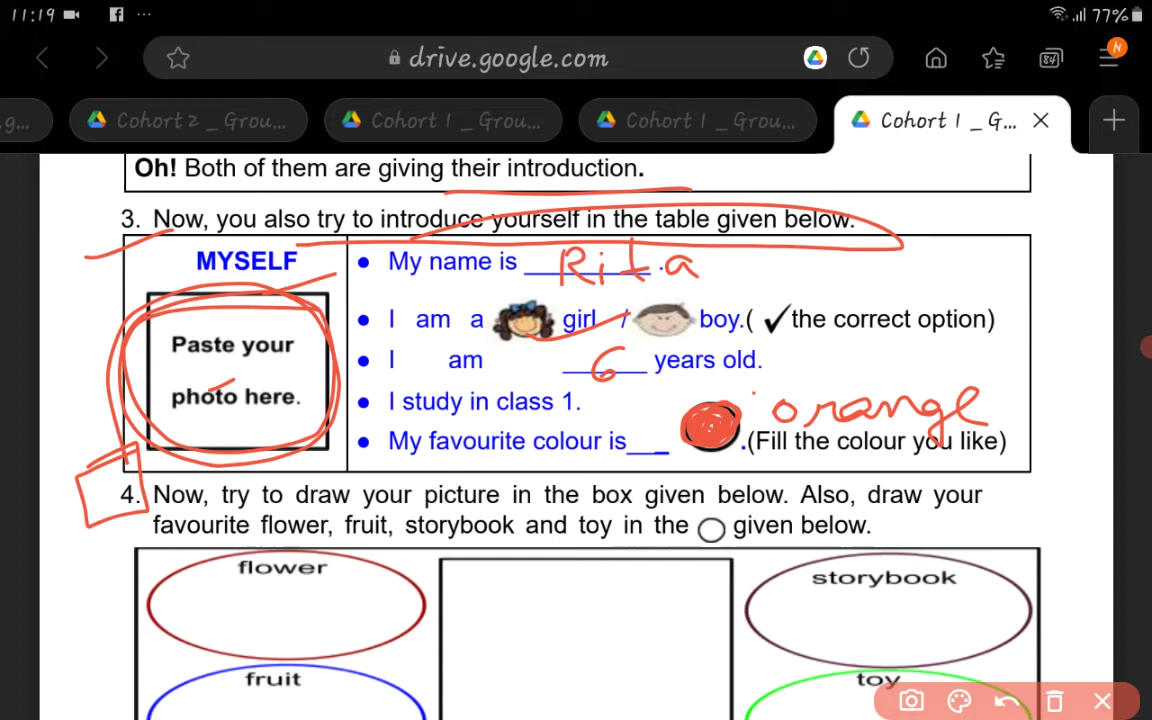 11:19 ... 77%
drive.google.com 84 N
.g... Cohort 2 _ Grou... Cohort 1 _ Grou... Cohort 1 _ Grou... Cohort 1 _ G...
Oh! Both of them are giving their introduction.
3. Now, you also try to introduce yourself in the table given below.
MYSELF
Paste your
photo here.
• My name is ________ . Rita
• I am a girl / boy.( ✓the correct option)
• I am __6__ years old.
• I study in class 1.
orange
• My favourite colour is___ .(Fill the colour you like)
4. Now, try to draw your picture in the box given below. Also, draw your
favourite flower, fruit, storybook and toy in the ◯ given below.
flower storybook
fruit toy